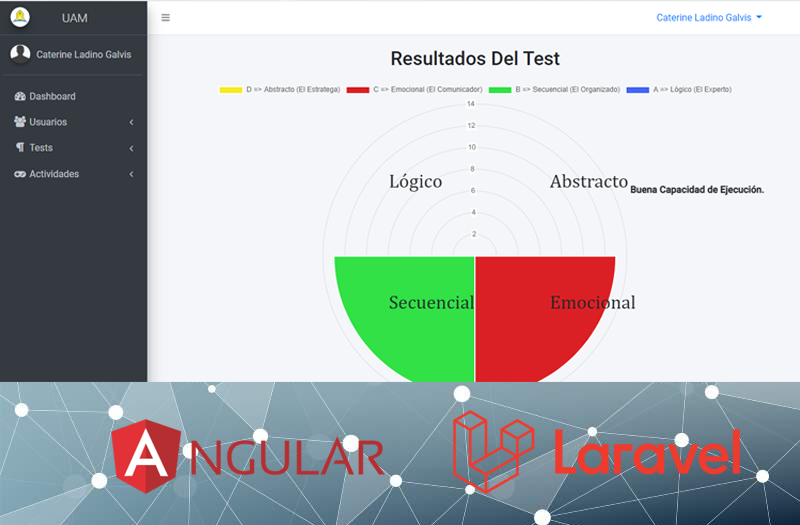 UAM
Caterine Ladino Galvis
Caterine Ladino Galvis
Dashboard
Usuarios
Tests
Actividades
Resultados Del Test
D => Abstracto (El Estratega) C => Emocional (El Comunicador) B => Secuencial (El Organizado) A => Lógico (El Experto)
14
12
10
8
6
4
2
Lógico Abstracto
Buena Capacidad de Ejecución.
Secuencial Emocional
ANGULAR Laravel